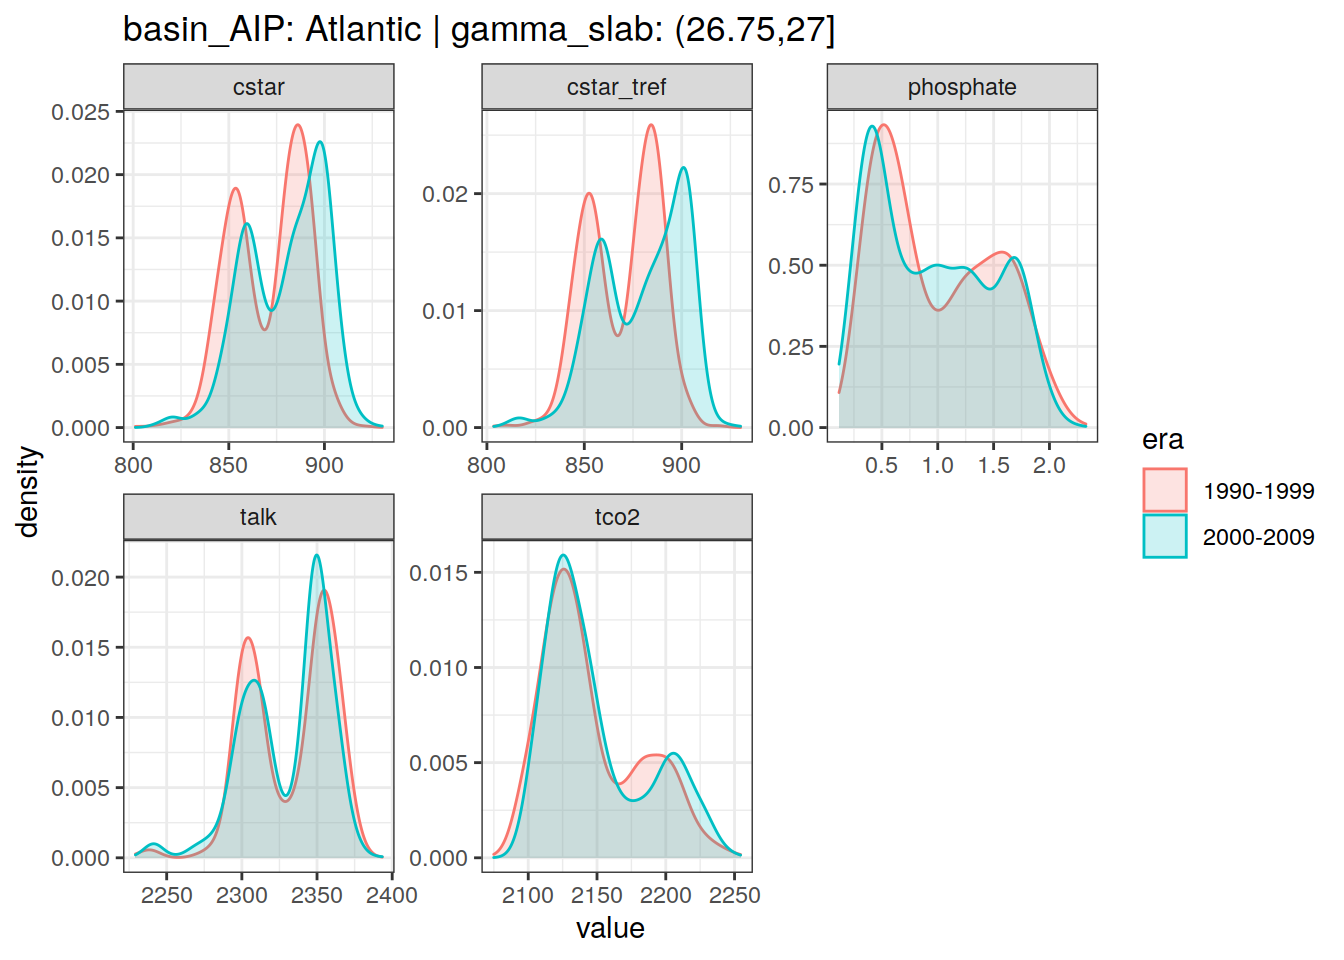 basin_AIP: Atlantic | gamma_slab: (26.75,27]
cstar
cstar_tref
phosphate
0.025
0.020
0.015
0.010
0.005
0.000
0.02
0.01
0.00
0.75
0.50
0.25
0.00
800 850 900
800 850 900
0.5 1.0 1.5 2.0
talk
tco2
0.020
0.015
0.010
0.005
0.000
0.015
0.010
0.005
0.000
2250 2300 2350 2400
2100 2150 2200 2250
density
value
era
1990-1999
2000-2009